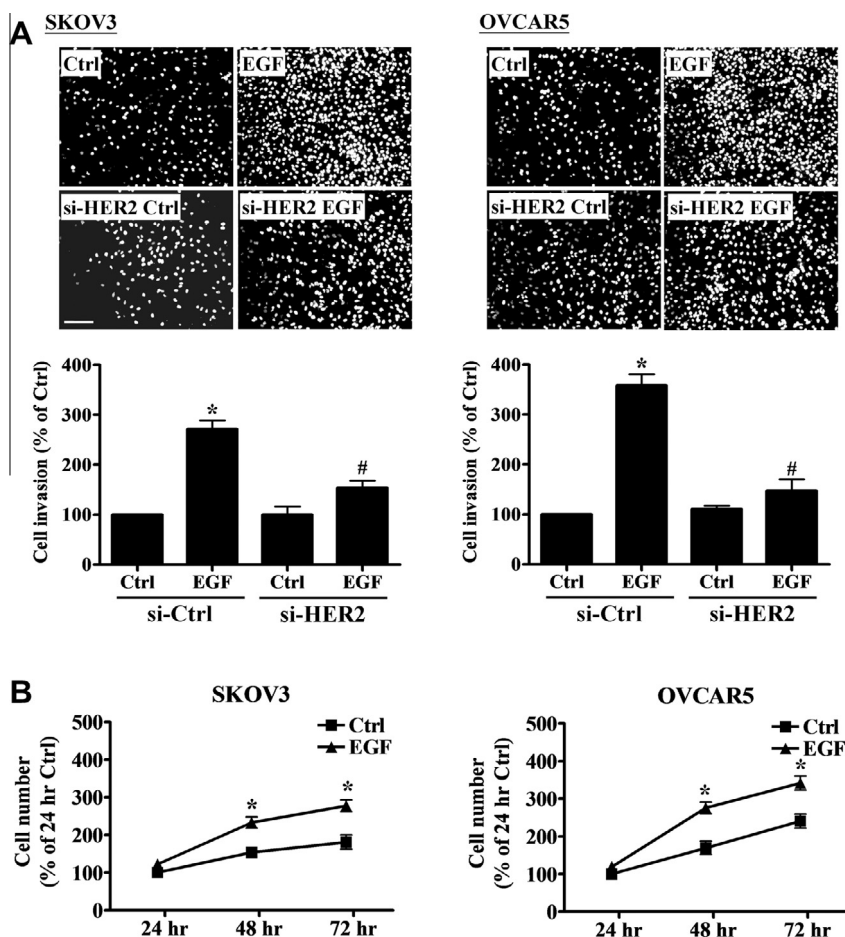 A
SKOV3
Ctrl
EGF
si-HER2 Ctrl
si-HER2 EGF
Cell invasion (% of Ctrl)
400
300
200
100
0
*
#
Ctrl
EGF
Ctrl
EGF
si-Ctrl
si-HER2
OVCAR5
Ctrl
EGF
si-HER2 Ctrl
si-HER2 EGF
Cell invasion (% of Ctrl)
400
300
200
100
0
*
#
Ctrl
EGF
Ctrl
EGF
si-Ctrl
si-HER2
B
SKOV3
Cell number
(% of 24 hr Ctrl)
500
400
300
200
100
0
Ctrl
EGF
*
*
24 hr
48 hr
72 hr
OVCAR5
Cell number
(% of 24 hr Ctrl)
500
400
300
200
100
0
Ctrl
EGF
*
*
24 hr
48 hr
72 hr